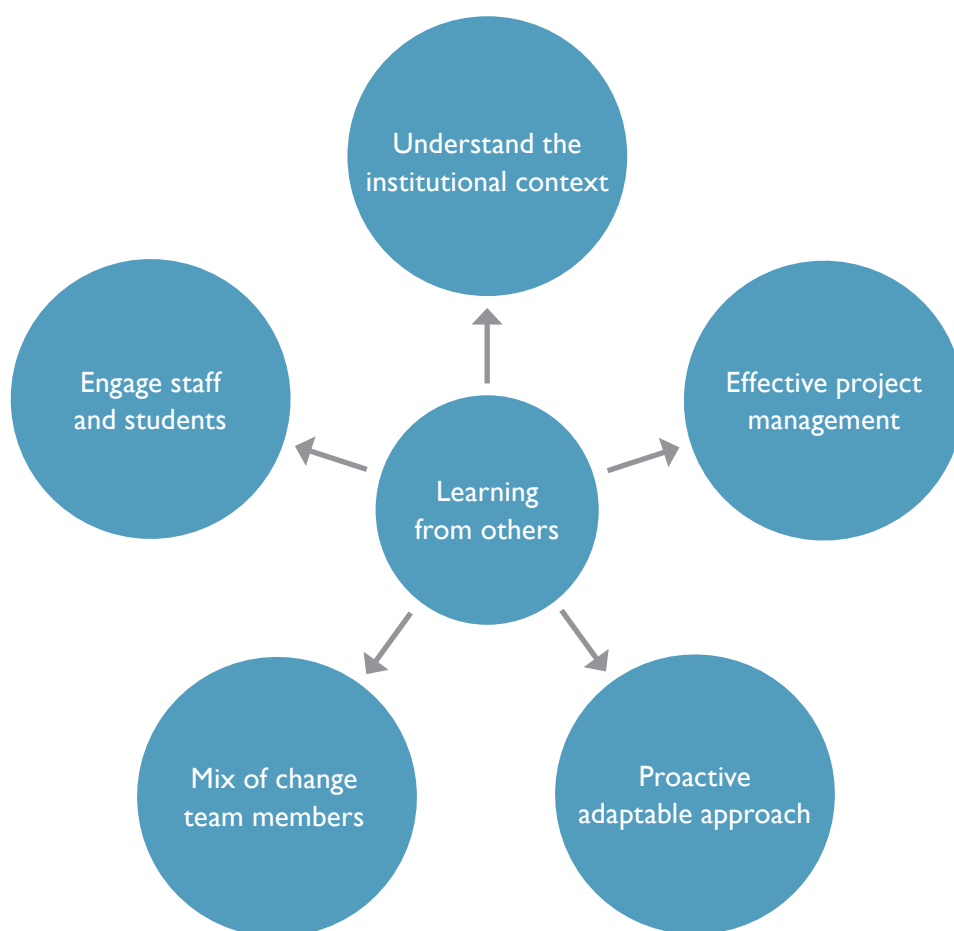 Understand the
institutional context
Engage staff
and students
Effective project
management
Learning
from others
Mix of change
team members
Proactive
adaptable approach